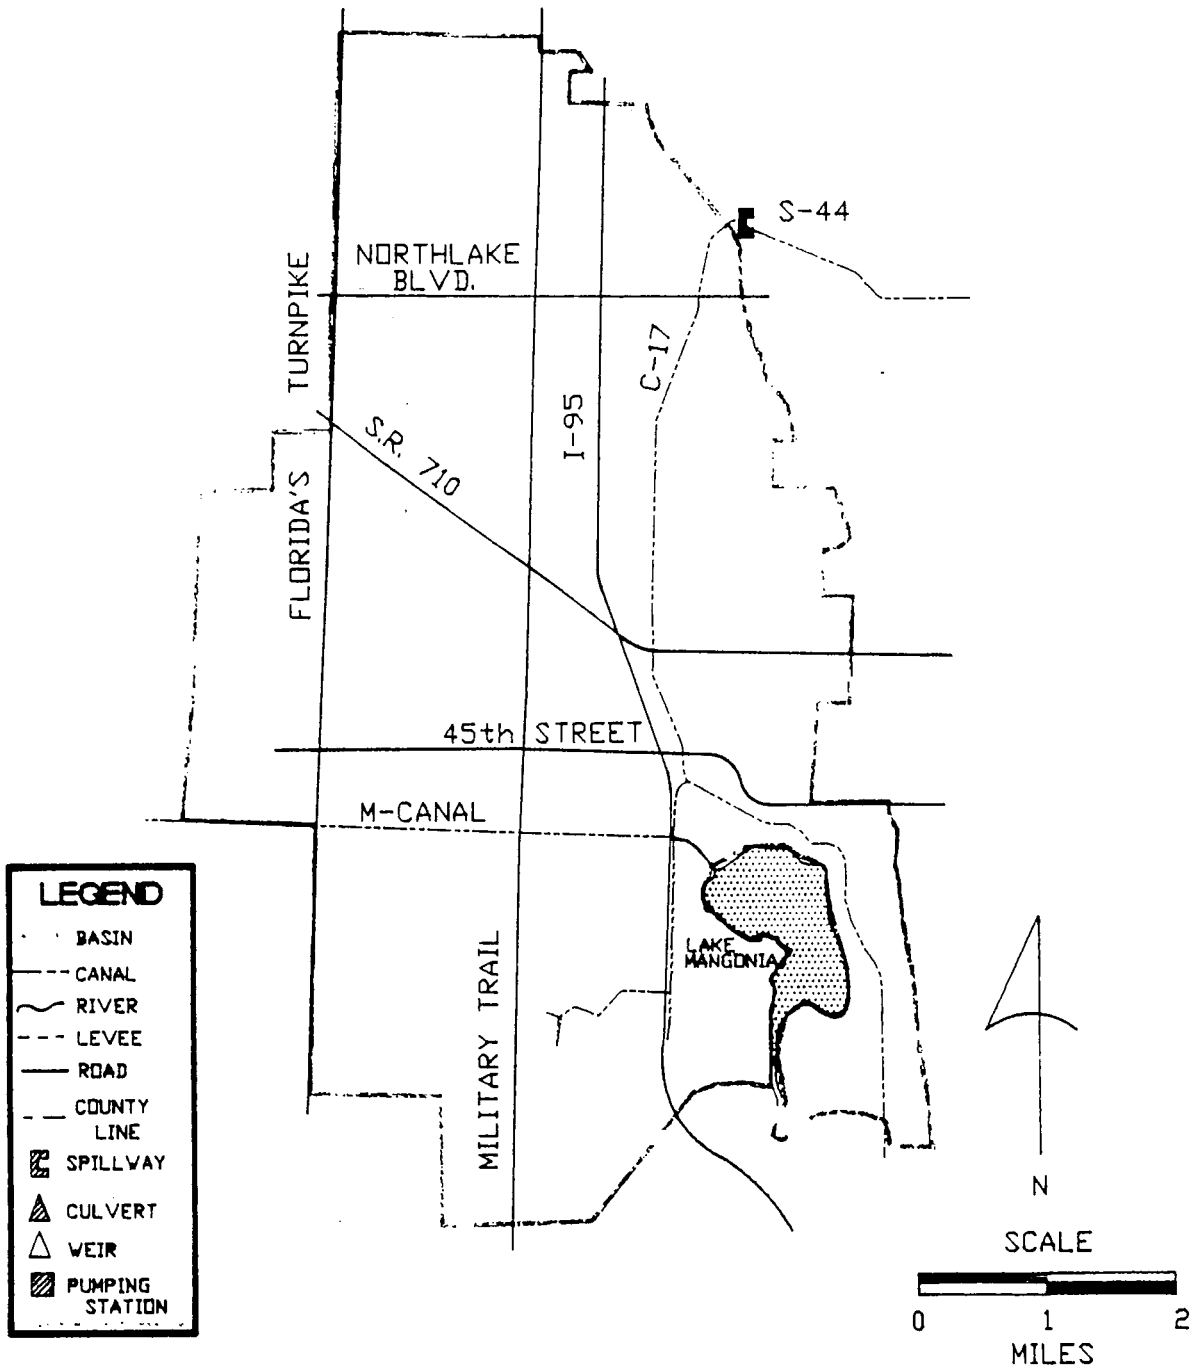 S-44
NORTHLAKE
BLVD.
FLORIDA'S TURNPIKE
C-17
I-95
S.R. 710
45th STREET
M-CANAL
LAKE
MANGONIA
MILITARY TRAIL
LEGEND
BASIN
CANAL
RIVER
LEVEE
ROAD
COUNTY
LINE
SPILLWAY
CULVERT
WEIR
PUMPING
STATION
N
SCALE
0 1 2
MILES